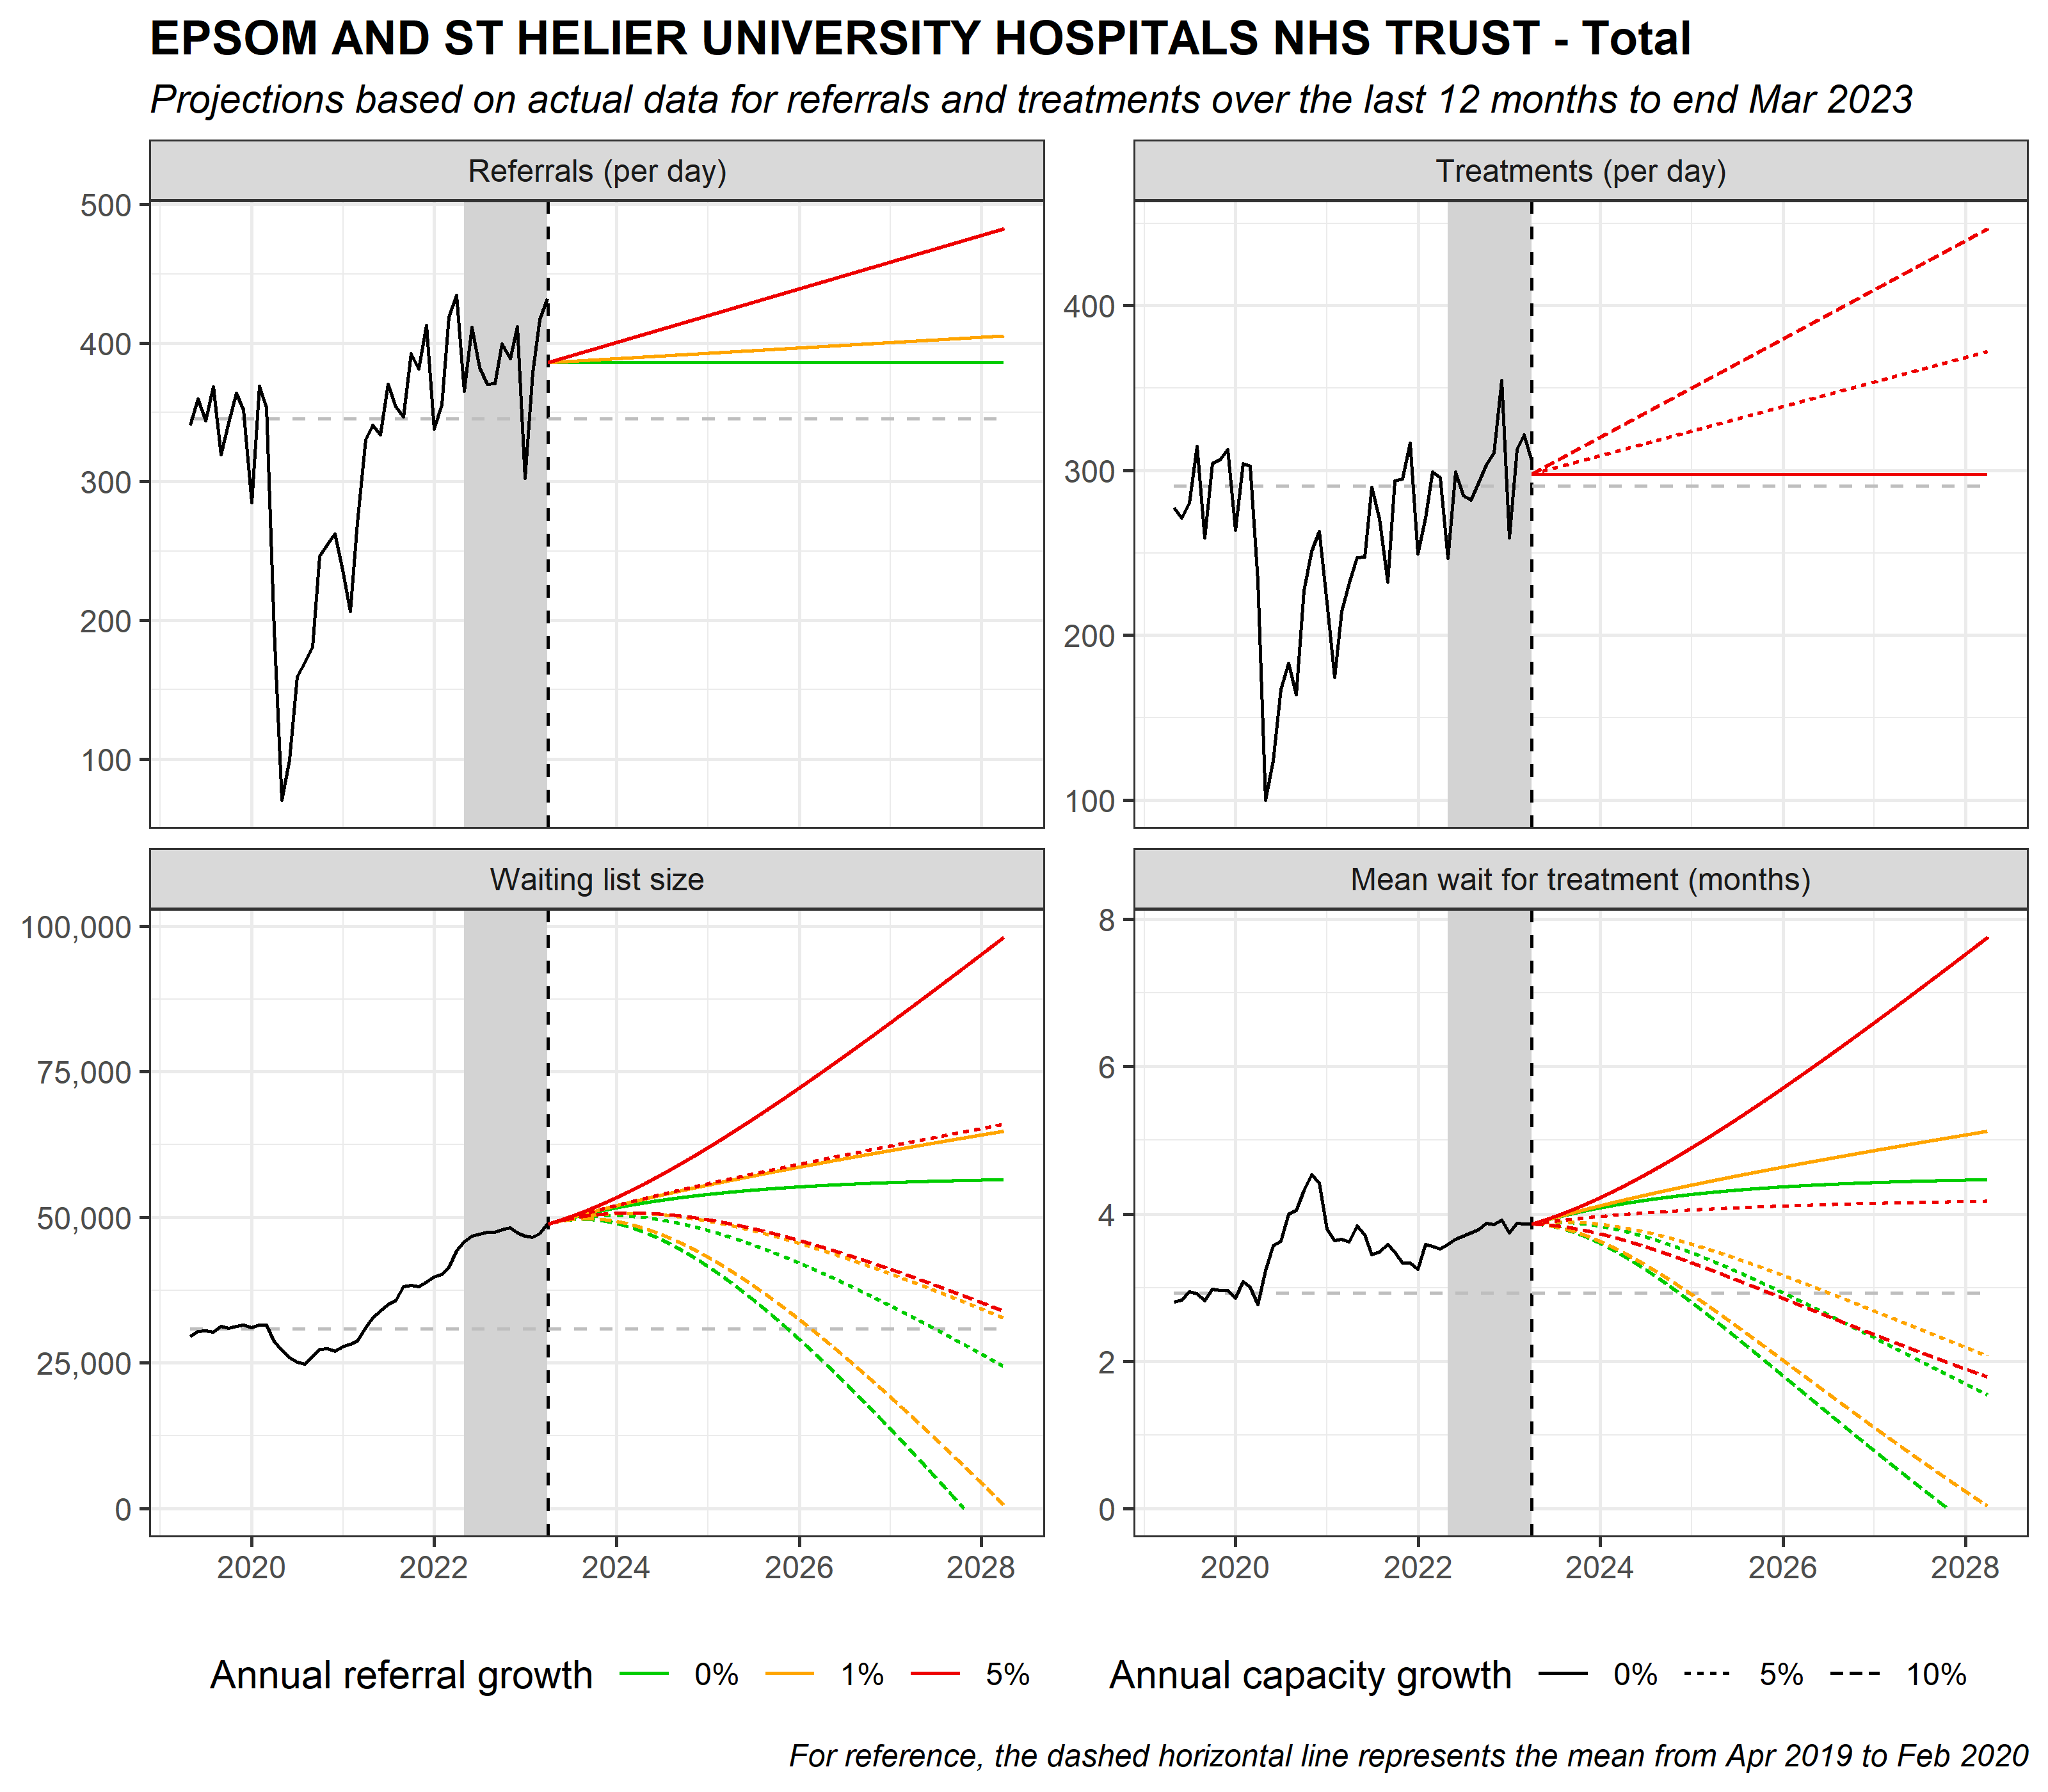 EPSOM AND ST HELIER UNIVERSITY HOSPITALS NHS TRUST - Total
Projections based on actual data for referrals and treatments over the last 12 months to end Mar 2023
Referrals (per day)
500
400
300
200
100
Treatments (per day)
400
300
200
100
Waiting list size
100,000
75,000
50,000
25,000
0
2020 2022 2024 2026 2028
Mean wait for treatment (months)
8
6
4
2
0
2020 2022 2024 2026 2028
Annual referral growth 0% 1% 5%
Annual capacity growth 0% 5% 10%
For reference, the dashed horizontal line represents the mean from Apr 2019 to Feb 2020